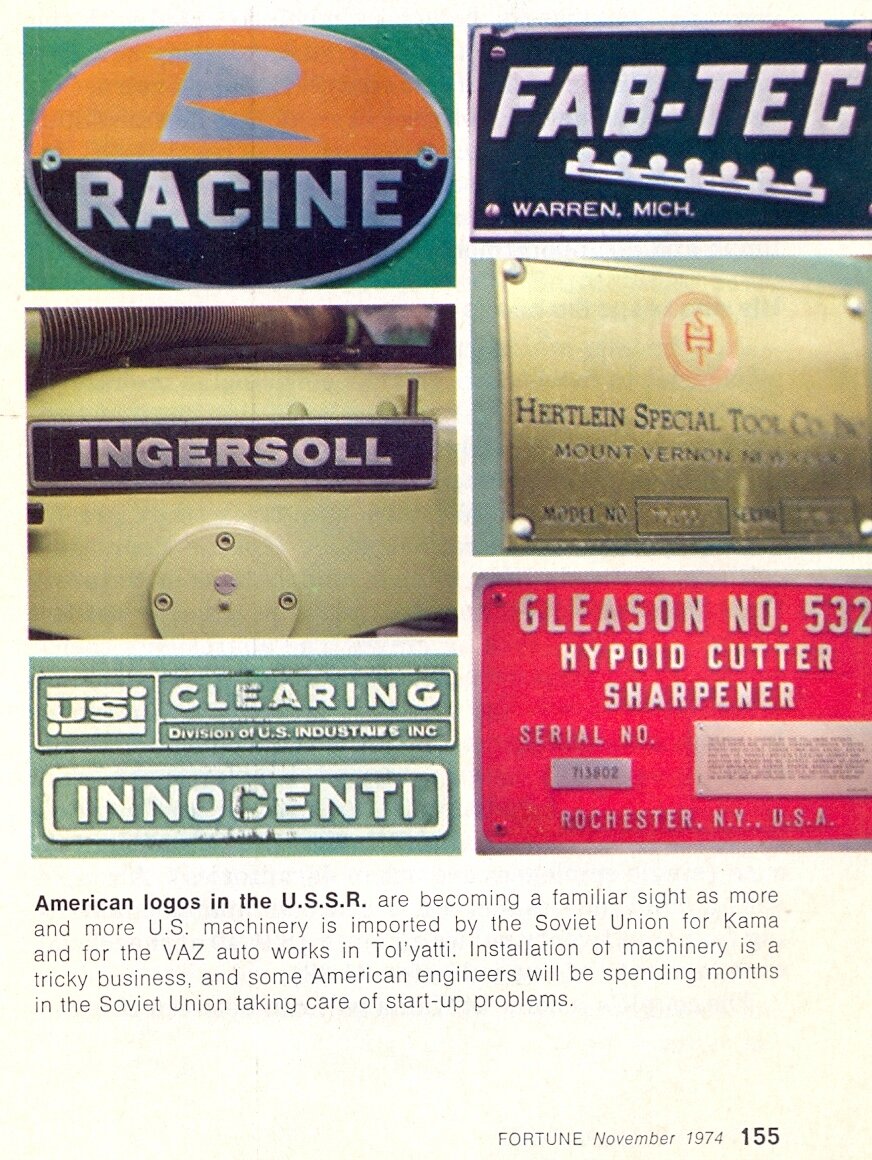 RACINE
FAB-TEC
WARREN, MICH.
INGERSOLL
HERTLEIN SPECIAL TOOL CO. INC
MOUNT VERNON NEW YORK
MODEL NO
GLEASON NO. 532
HYPOID CUTTER
SHARPENER
SERIAL NO.
713802
ROCHESTER, N.Y., U.S.A.
USi CLEARING
Division of U.S. INDUSTRIES INC
INNOCENTI
American logos in the U.S.S.R. are becoming a familiar sight as more
and more U.S. machinery is imported by the Soviet Union for Kama
and for the VAZ auto works in Tol'yatti. Installation of machinery is a
tricky business, and some American engineers will be spending months
in the Soviet Union taking care of start-up problems.
FORTUNE November 1974 155